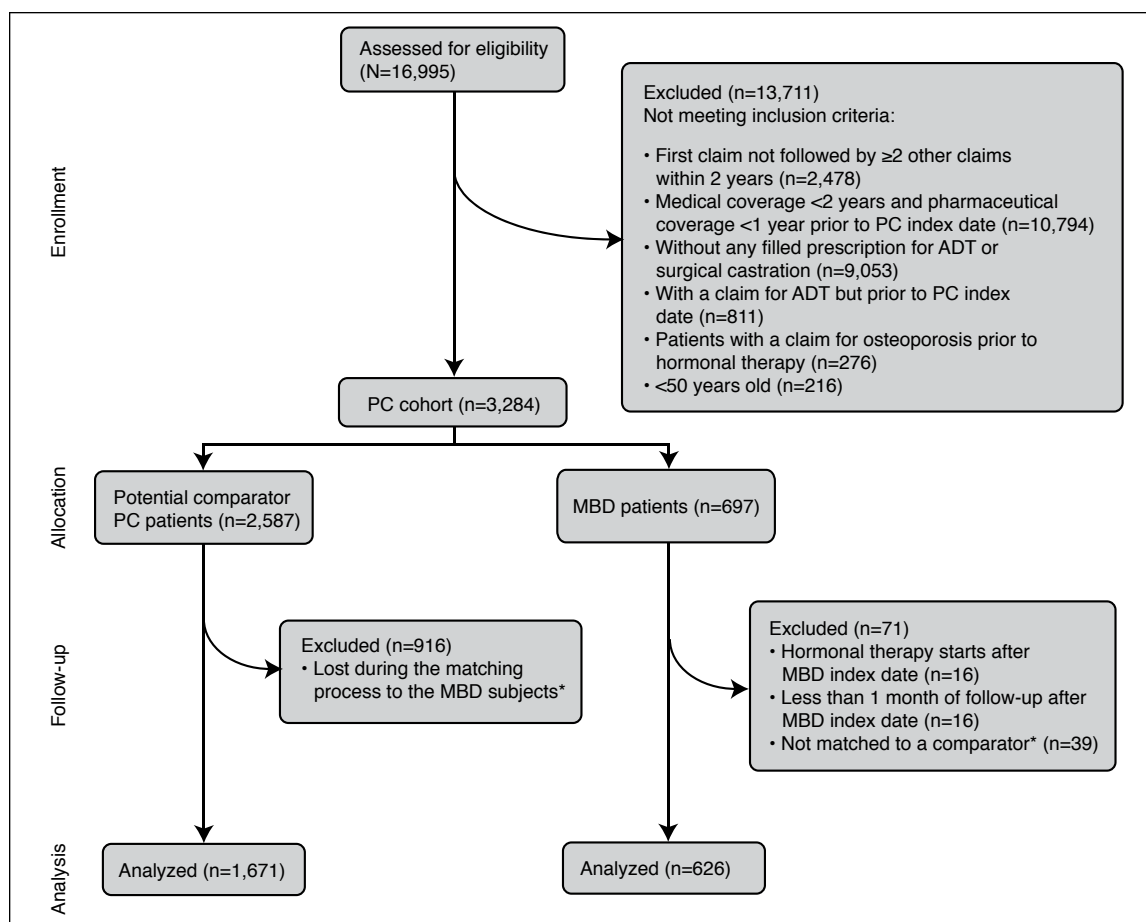 Assessed for eligibility
(N=16,995)
Excluded (n=13,711)
Not meeting inclusion criteria:
• First claim not followed by ≥2 other claims
within 2 years (n=2,478)
• Medical coverage <2 years and pharmaceutical
coverage <1 year prior to PC index date (n=10,794)
• Without any filled prescription for ADT or
surgical castration (n=9,053)
• With a claim for ADT but prior to PC index
date (n=811)
• Patients with a claim for osteoporosis prior to
hormonal therapy (n=276)
• <50 years old (n=216)
Enrollment
PC cohort (n=3,284)
Allocation
Potential comparator
PC patients (n=2,587)
MBD patients (n=697)
Follow-up
Excluded (n=916)
• Lost during the matching
process to the MBD subjects*
Excluded (n=71)
• Hormonal therapy starts after
MBD index date (n=16)
• Less than 1 month of follow-up after
MBD index date (n=16)
• Not matched to a comparator* (n=39)
Analysis
Analyzed (n=1,671)
Analyzed (n=626)